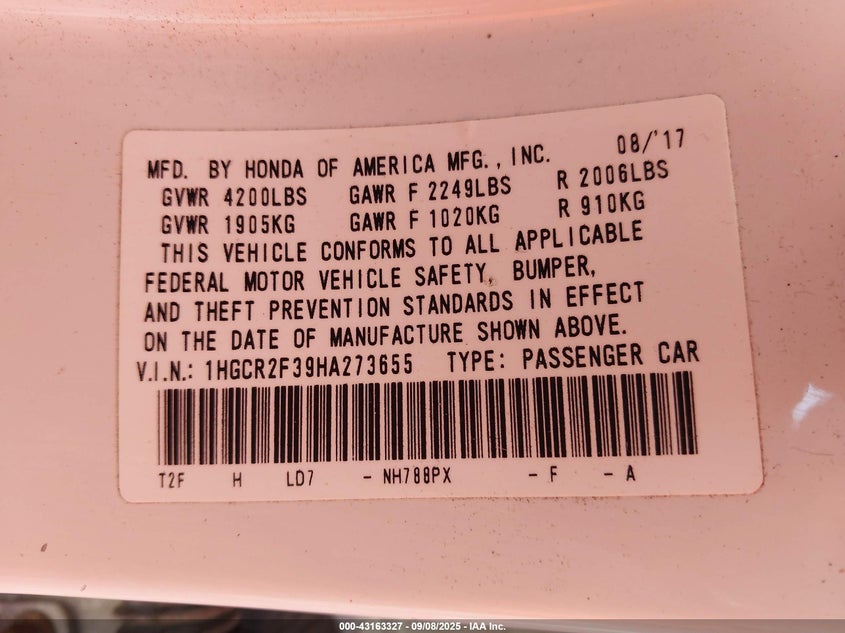 MFD. BY HONDA OF AMERICA MFG., INC. 08/'17
GVWR 4200LBS GAWR F 2249LBS R 2006LBS
GVWR 1905KG GAWR F 1020KG R 910KG
THIS VEHICLE CONFORMS TO ALL APPLICABLE
FEDERAL MOTOR VEHICLE SAFETY, BUMPER,
AND THEFT PREVENTION STANDARDS IN EFFECT
ON THE DATE OF MANUFACTURE SHOWN ABOVE.
V.I.N.: 1HGCR2F39HA273655 TYPE: PASSENGER CAR
T2F H LD7 - NH788PX - F - A
000-43163327 - 09/08/2025 - IAA Inc.